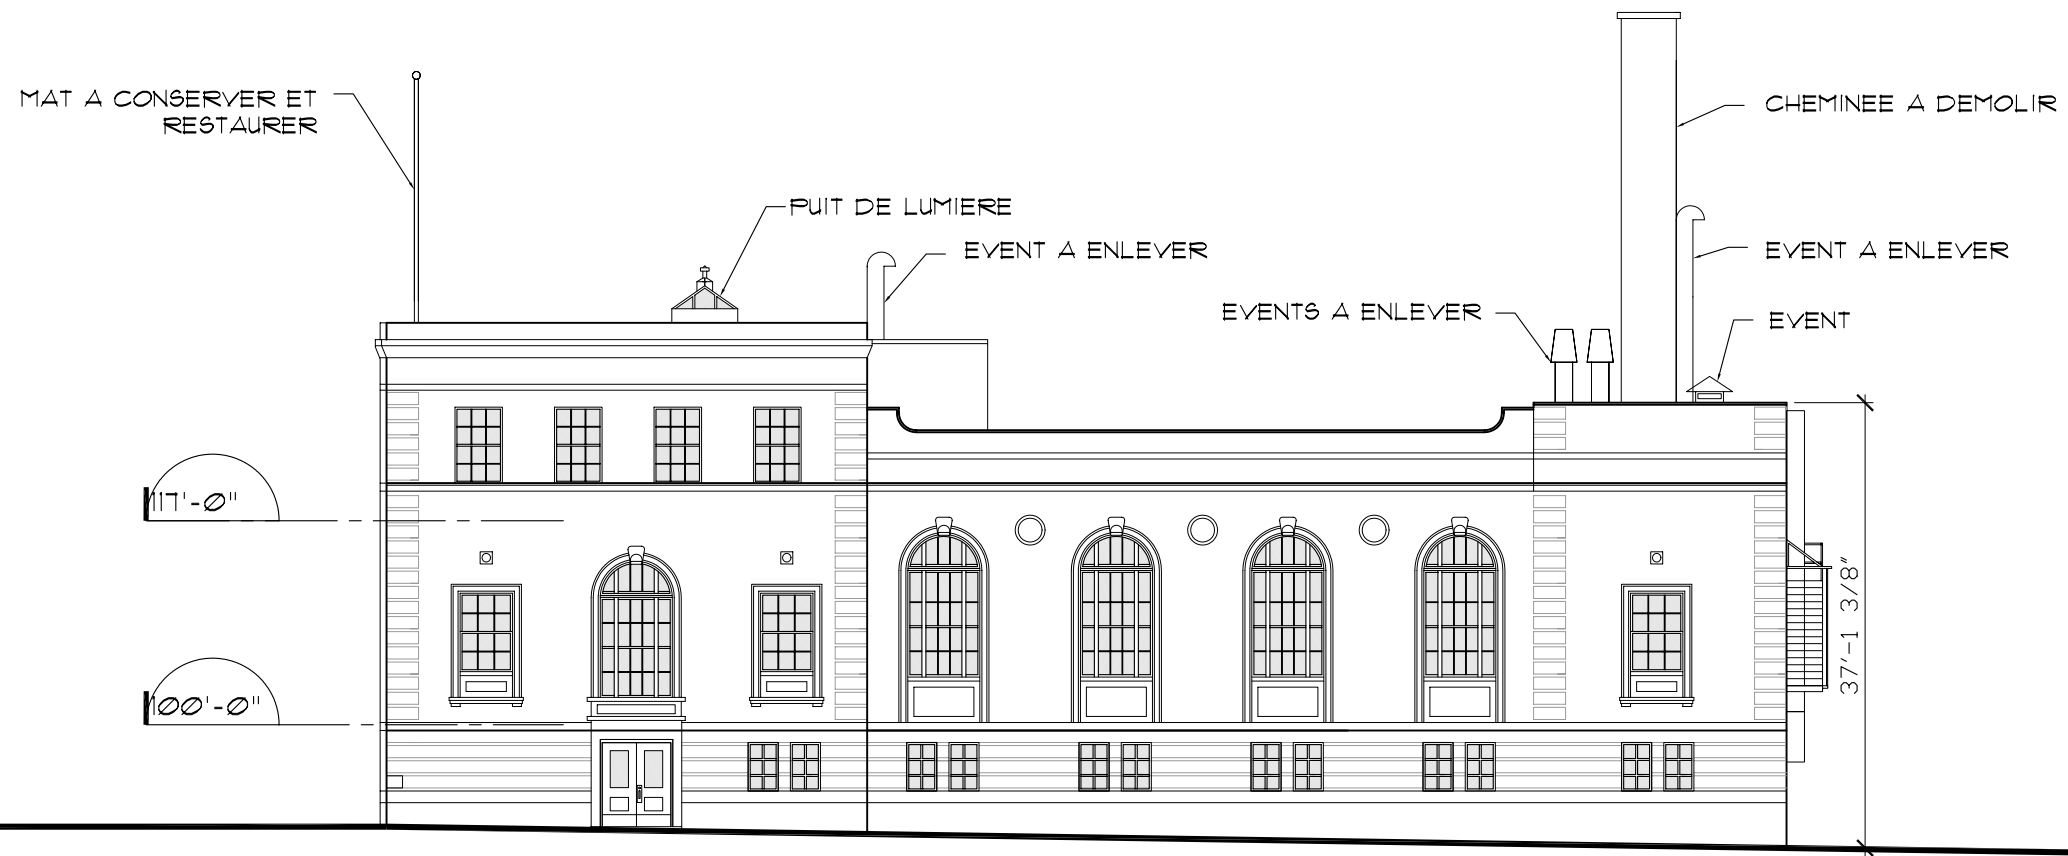 MAT A CONSERVER ET
RESTAURER
CHEMINEE A DEMOLIR
PUIT DE LUMIERE
EVENT A ENLEVER
EVENT A ENLEVER
EVENTS A ENLEVER
EVENT
117'-0"
37'-1 3/8"
100'-0"